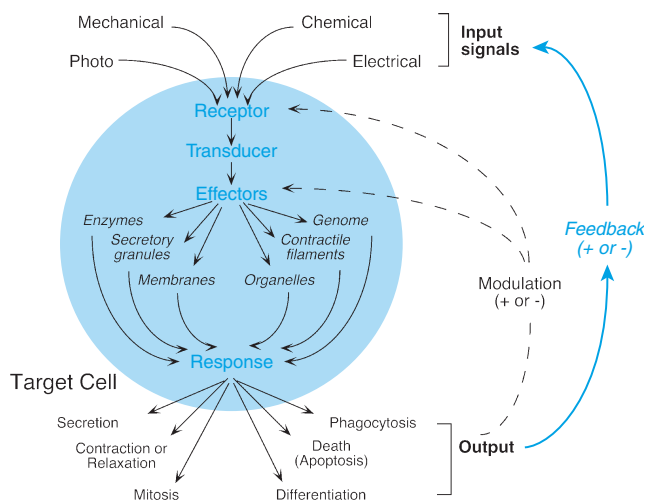 Mechanical
Chemical
Input
signals
Photo
Electrical
Receptor
Transducer
Effectors
Enzymes
Genome
Secretory
granules
Contractile
filaments
Membranes
Organelles
Feedback
(+ or -)
Modulation
(+ or -)
Response
Target Cell
Secretion
Phagocytosis
Contraction or
Relaxation
Death
(Apoptosis)
Output
Mitosis
Differentiation